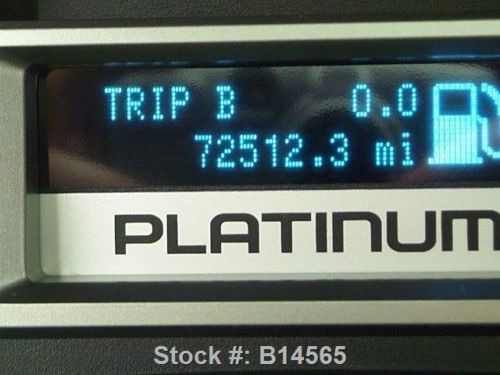 TRIP B 0.0
72512.3 mi
PLATINUM
Stock #: B14565